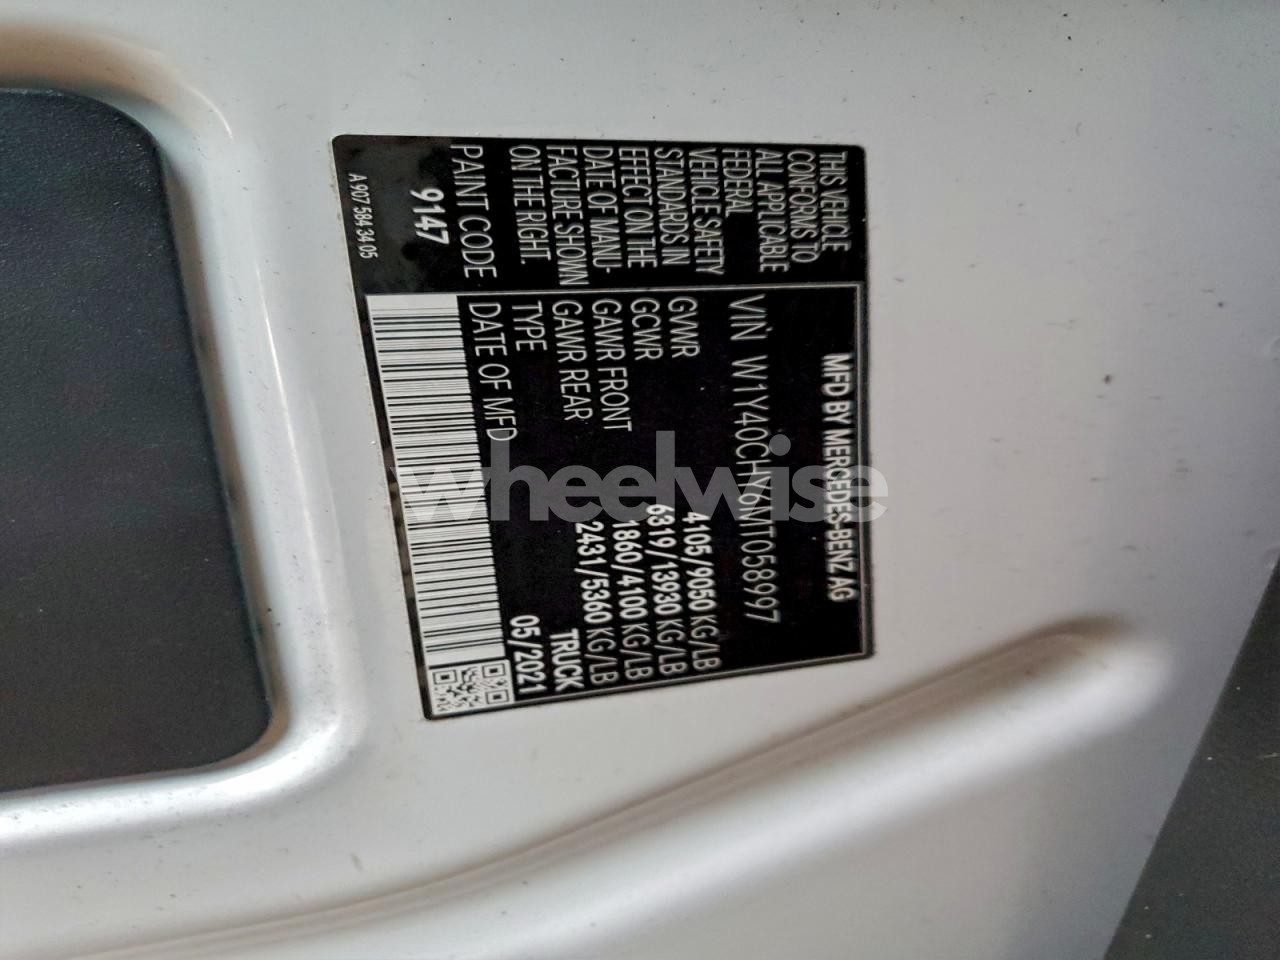 THIS VEHICLE
CONFORMS TO
ALL APPLICABLE
FEDERAL
VEHICLE SAFETY
STANDARDS IN
EFFECT ON THE
DATE OF MANU-
FACTURE SHOWN
ON THE RIGHT.
PAINT CODE
9147
A 907 584 34 05
MFD BY MERCEDES-BENZ AG
VIN W1Y40CHY6MT058997
GVWR 4105/9050 KG/LB
GCWR 6319/13930 KG/LB
GAWR FRONT 1860/4100 KG/LB
GAWR REAR 2431/5360 KG/LB
TYPE TRUCK
DATE OF MFD 05/2021
wheelwise